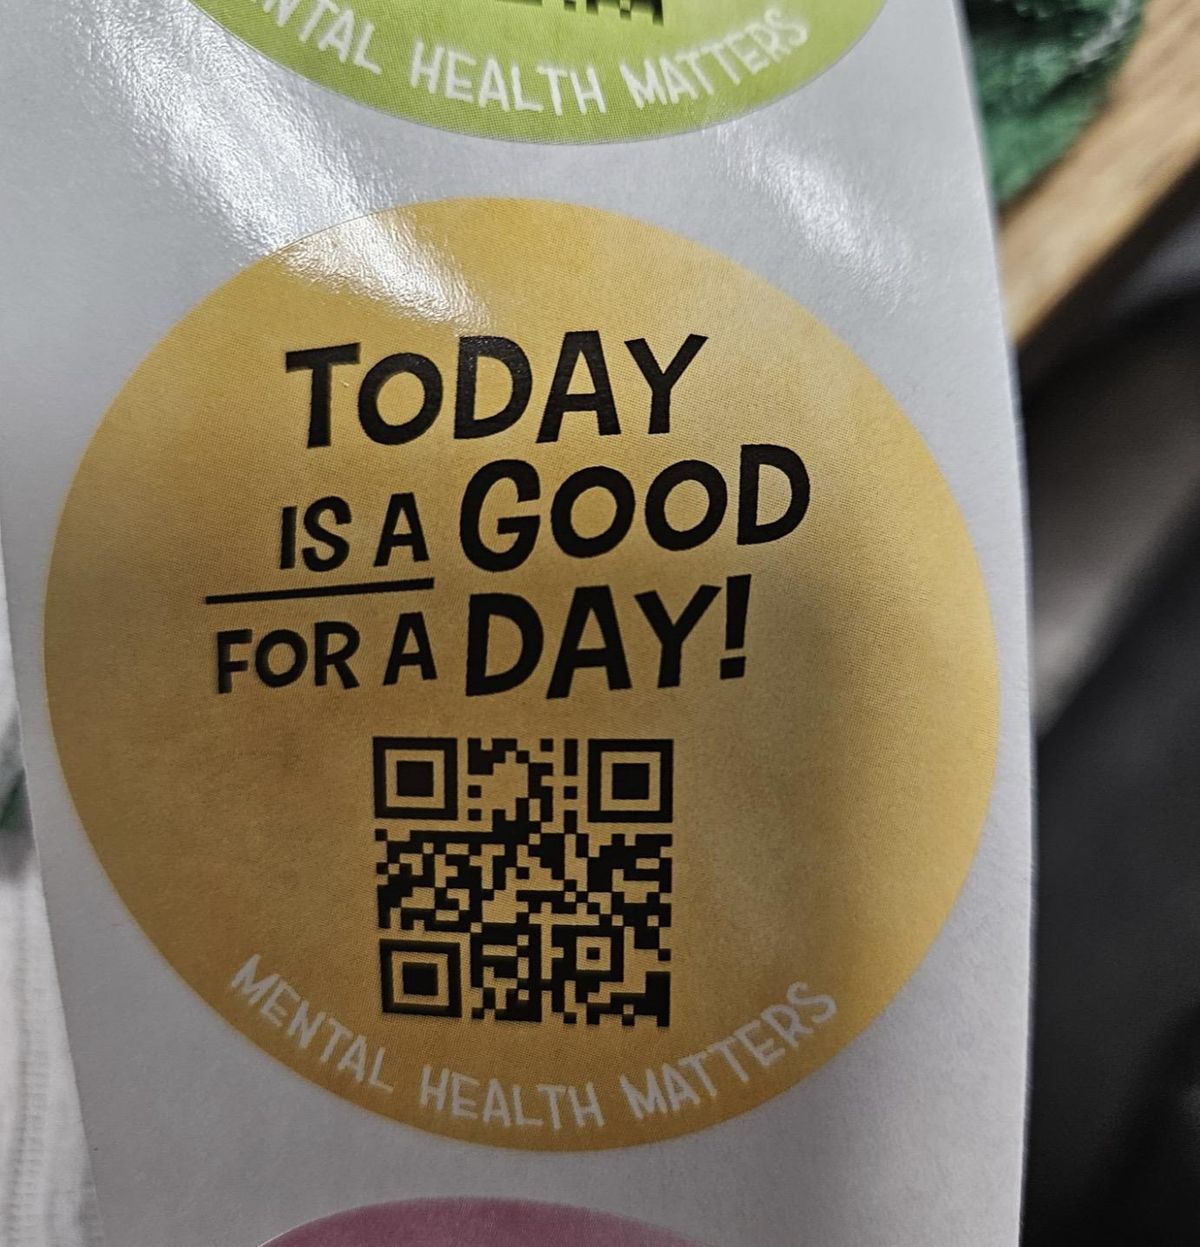 HEALTH MATTERS
TODAY
IS A GOOD
FOR A DAY!
MENTAL HEALTH MATTERS